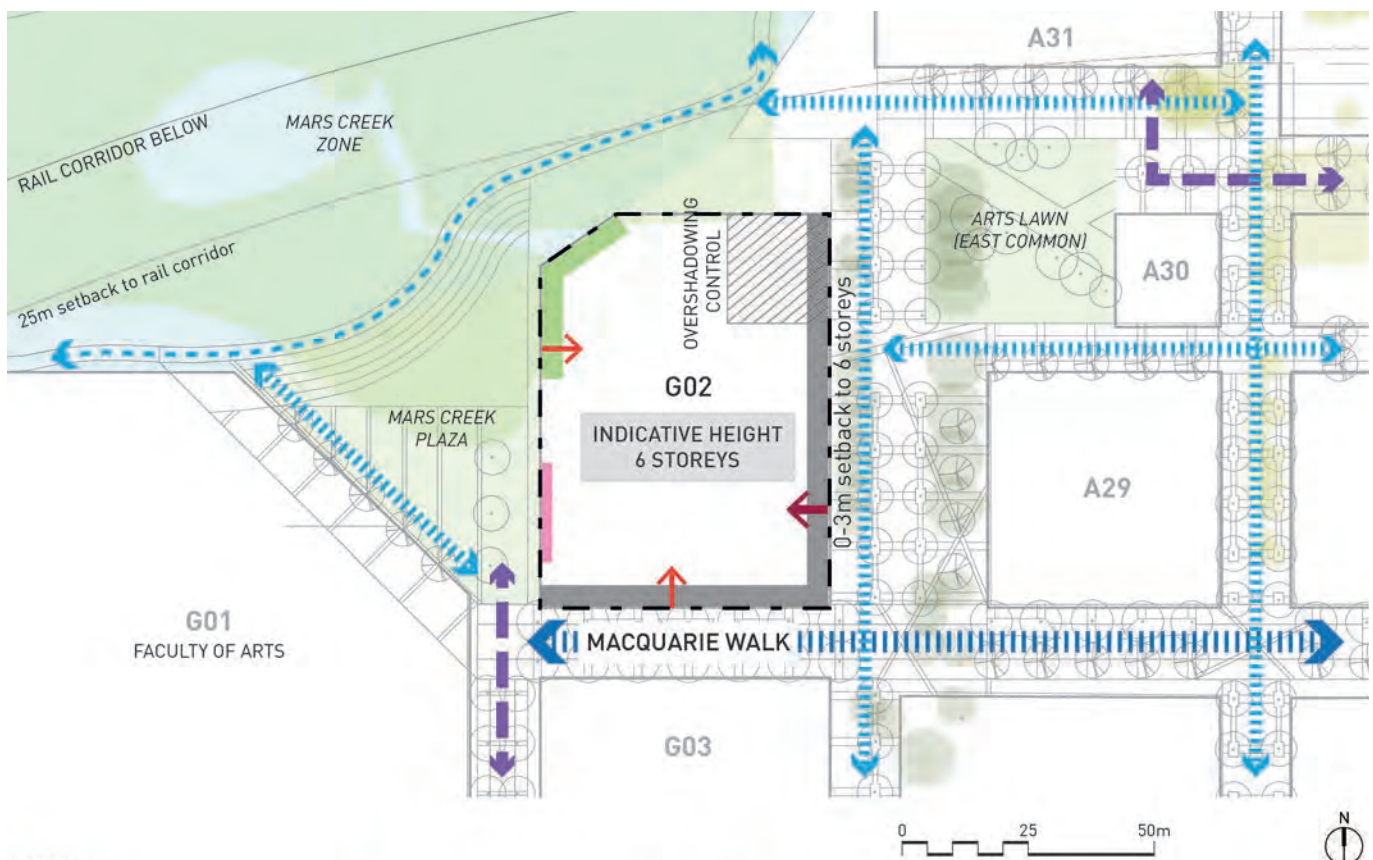 A31
RAIL CORRIDOR BELOW
MARS CREEK
ZONE
25m setback to rail corridor
OVERSHADOWING
CONTROL
ARTS LAWN
(EAST COMMON)
A30
0-3m setback to 6 storeys
G02
INDICATIVE HEIGHT
6 STOREYS
MARS CREEK
PLAZA
A29
G01
FACULTY OF ARTS
MACQUARIE WALK
G03
0 25 50m
N